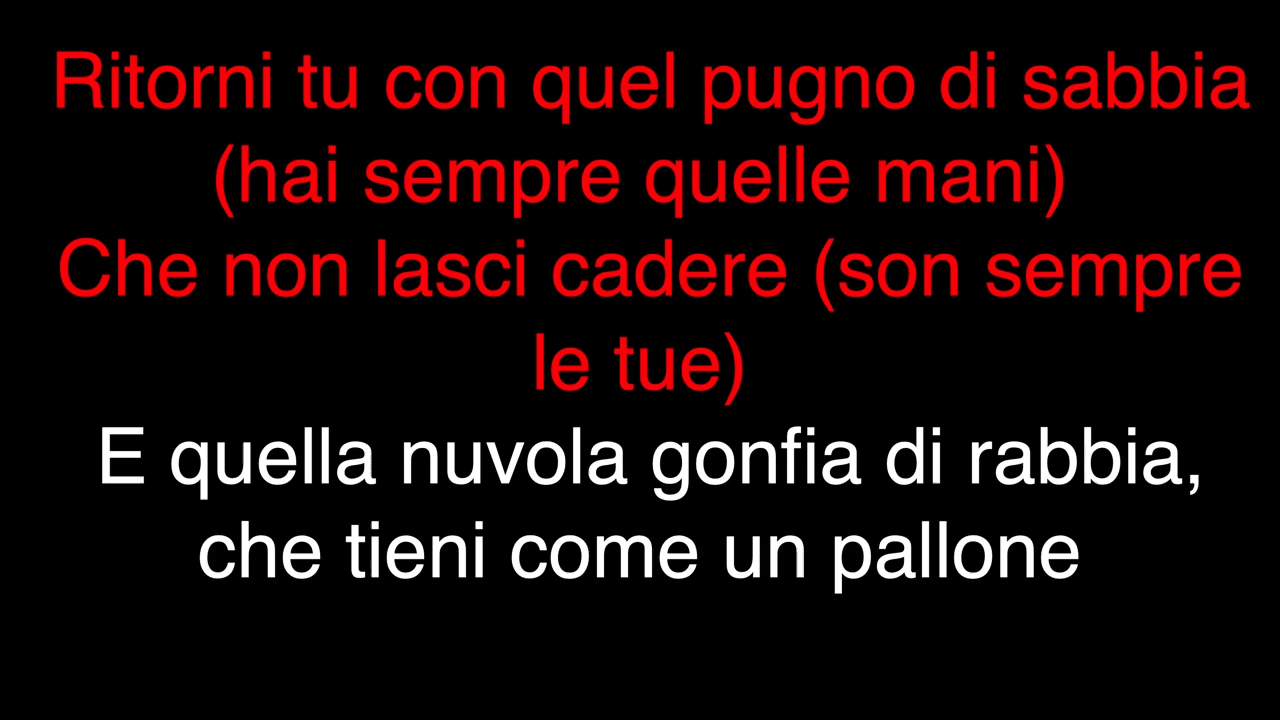 Ritorni tu con quel pugno di sabbia
(hai sempre quelle mani)
Che non lasci cadere (son sempre
le tue)
E quella nuvola gonfia di rabbia,
che tieni come un pallone